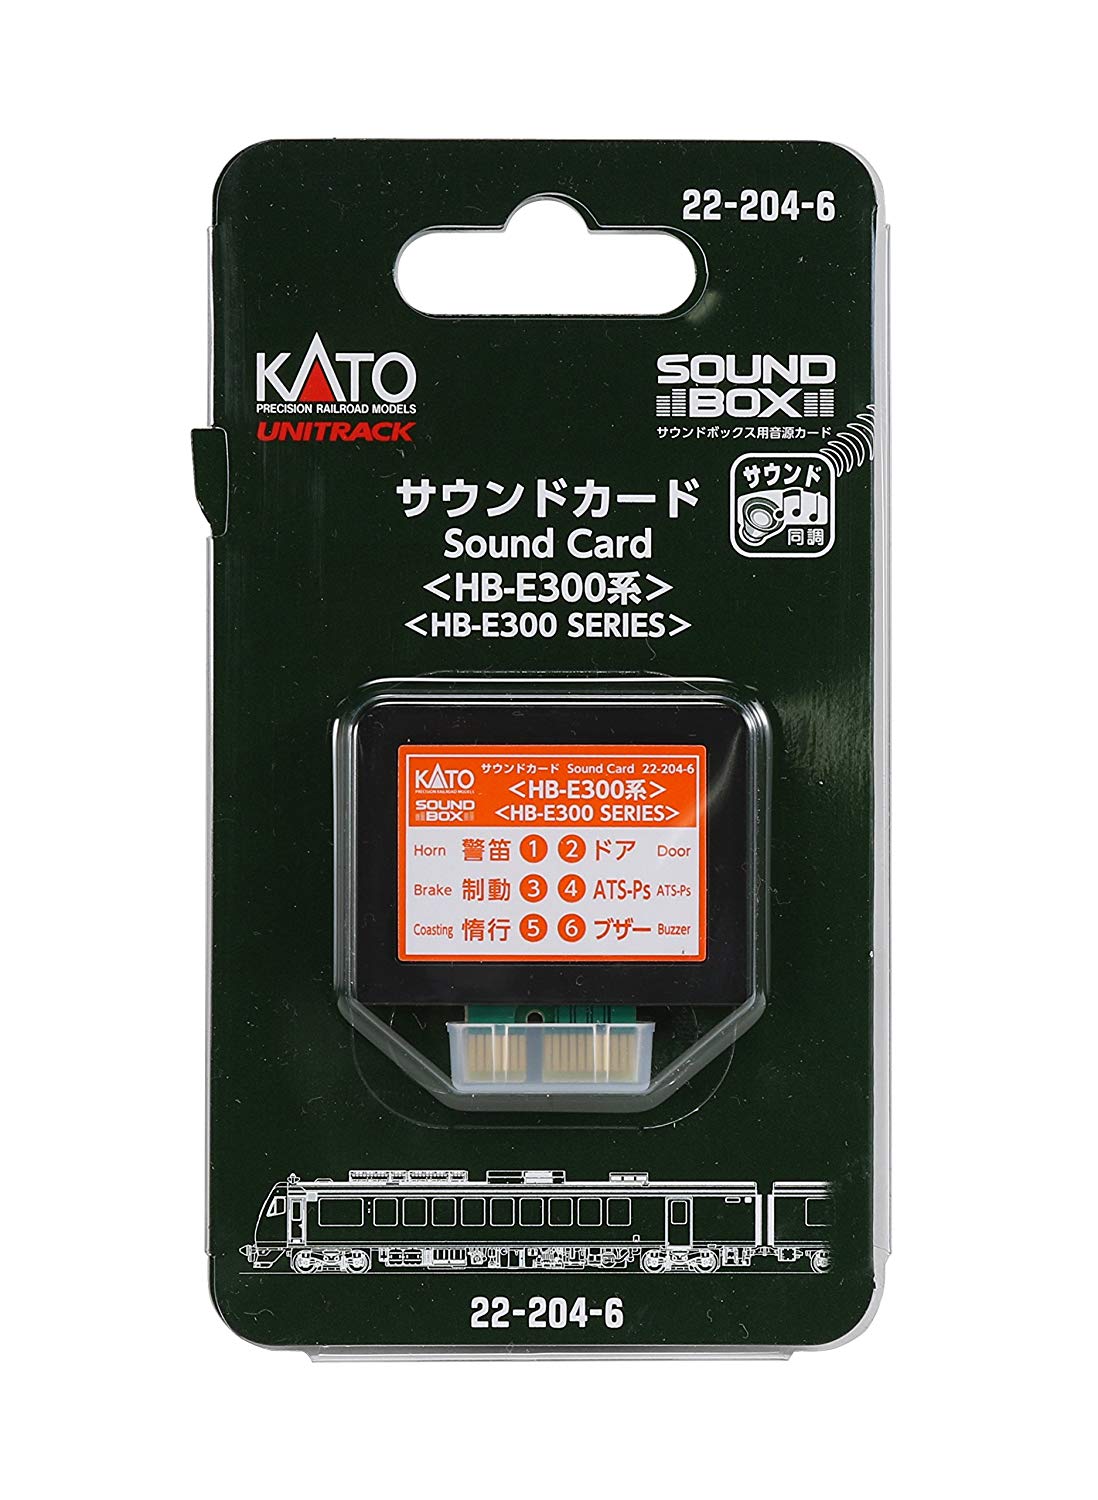 22-204-6
KATO
PRECISION RAILROAD MODELS
UNITRACK
SOUND
BOX
サウンドボックス用音源カード
サウンド
同調
サウンドカード
Sound Card
<HB-E300系>
<HB-E300 SERIES>
KATO
PRECISION RAILROAD MODELS
SOUND
BOX
サウンドカード Sound Card 22-204-6
<HB-E300系>
<HB-E300 SERIES>
Horn 警笛 1 2 ドア Door
Brake 制動 3 4 ATS-Ps ATS-Ps
Coasting 惰行 5 6 ブザー Buzzer
22-204-6